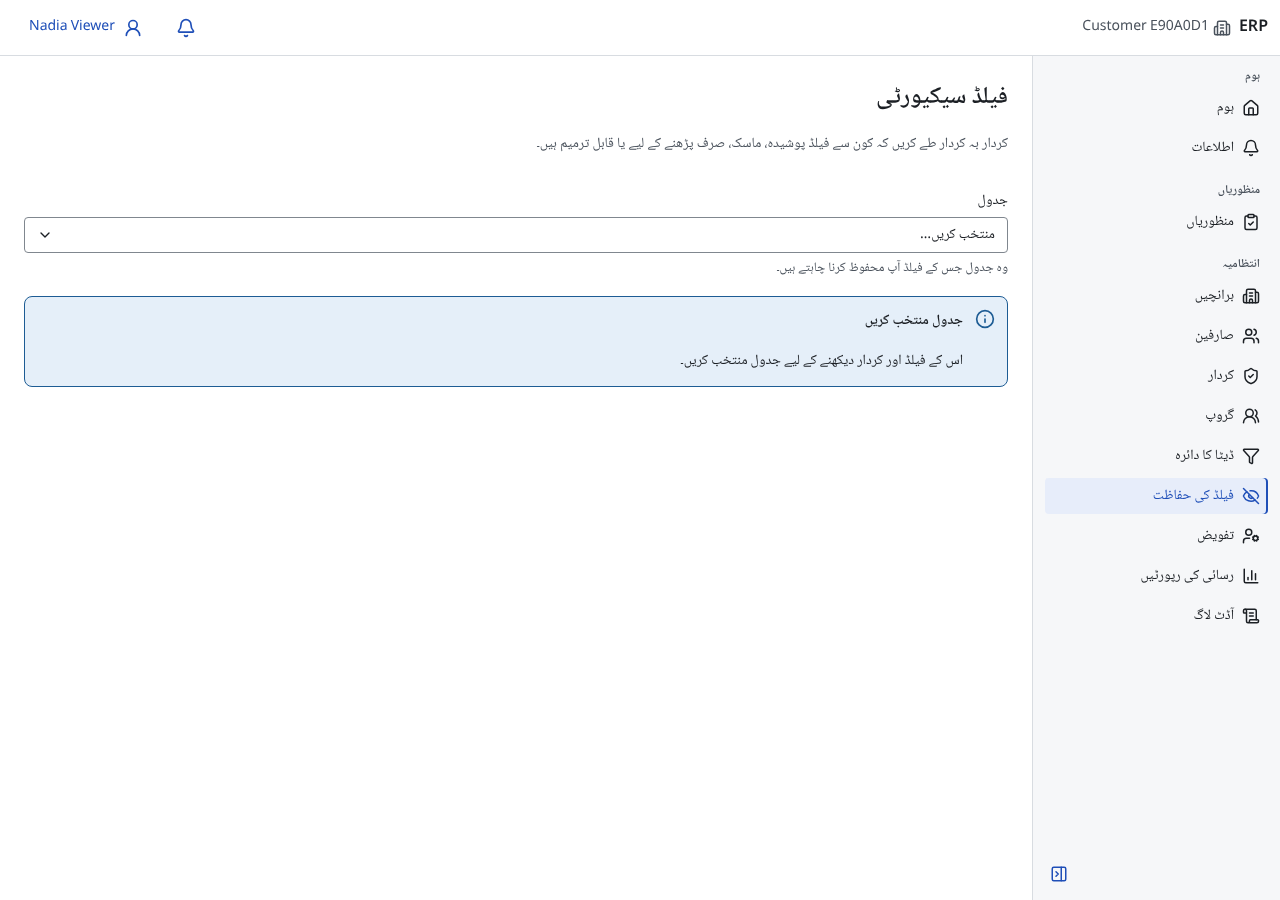 ERP
Customer E90A0D1
Nadia Viewer
ہوم
ہوم
اطلاعات
منظوریاں
منظوریاں
انتظامیہ
برانچیں
صارفین
کردار
گروپ
ڈیٹا کا دائرہ
فیلڈ کی حفاظت
تفویض
رسائی کی رپورٹیں
آڈٹ لاگ
فیلڈ سیکیورٹی
کردار بہ کردار طے کریں کہ کون سے فیلڈ پوشیدہ، ماسک، صرف پڑھنے کے لیے یا قابل ترمیم ہیں۔
جدول
منتخب کریں...
وہ جدول جس کے فیلڈ آپ محفوظ کرنا چاہتے ہیں۔
جدول منتخب کریں
اس کے فیلڈ اور کردار دیکھنے کے لیے جدول منتخب کریں۔